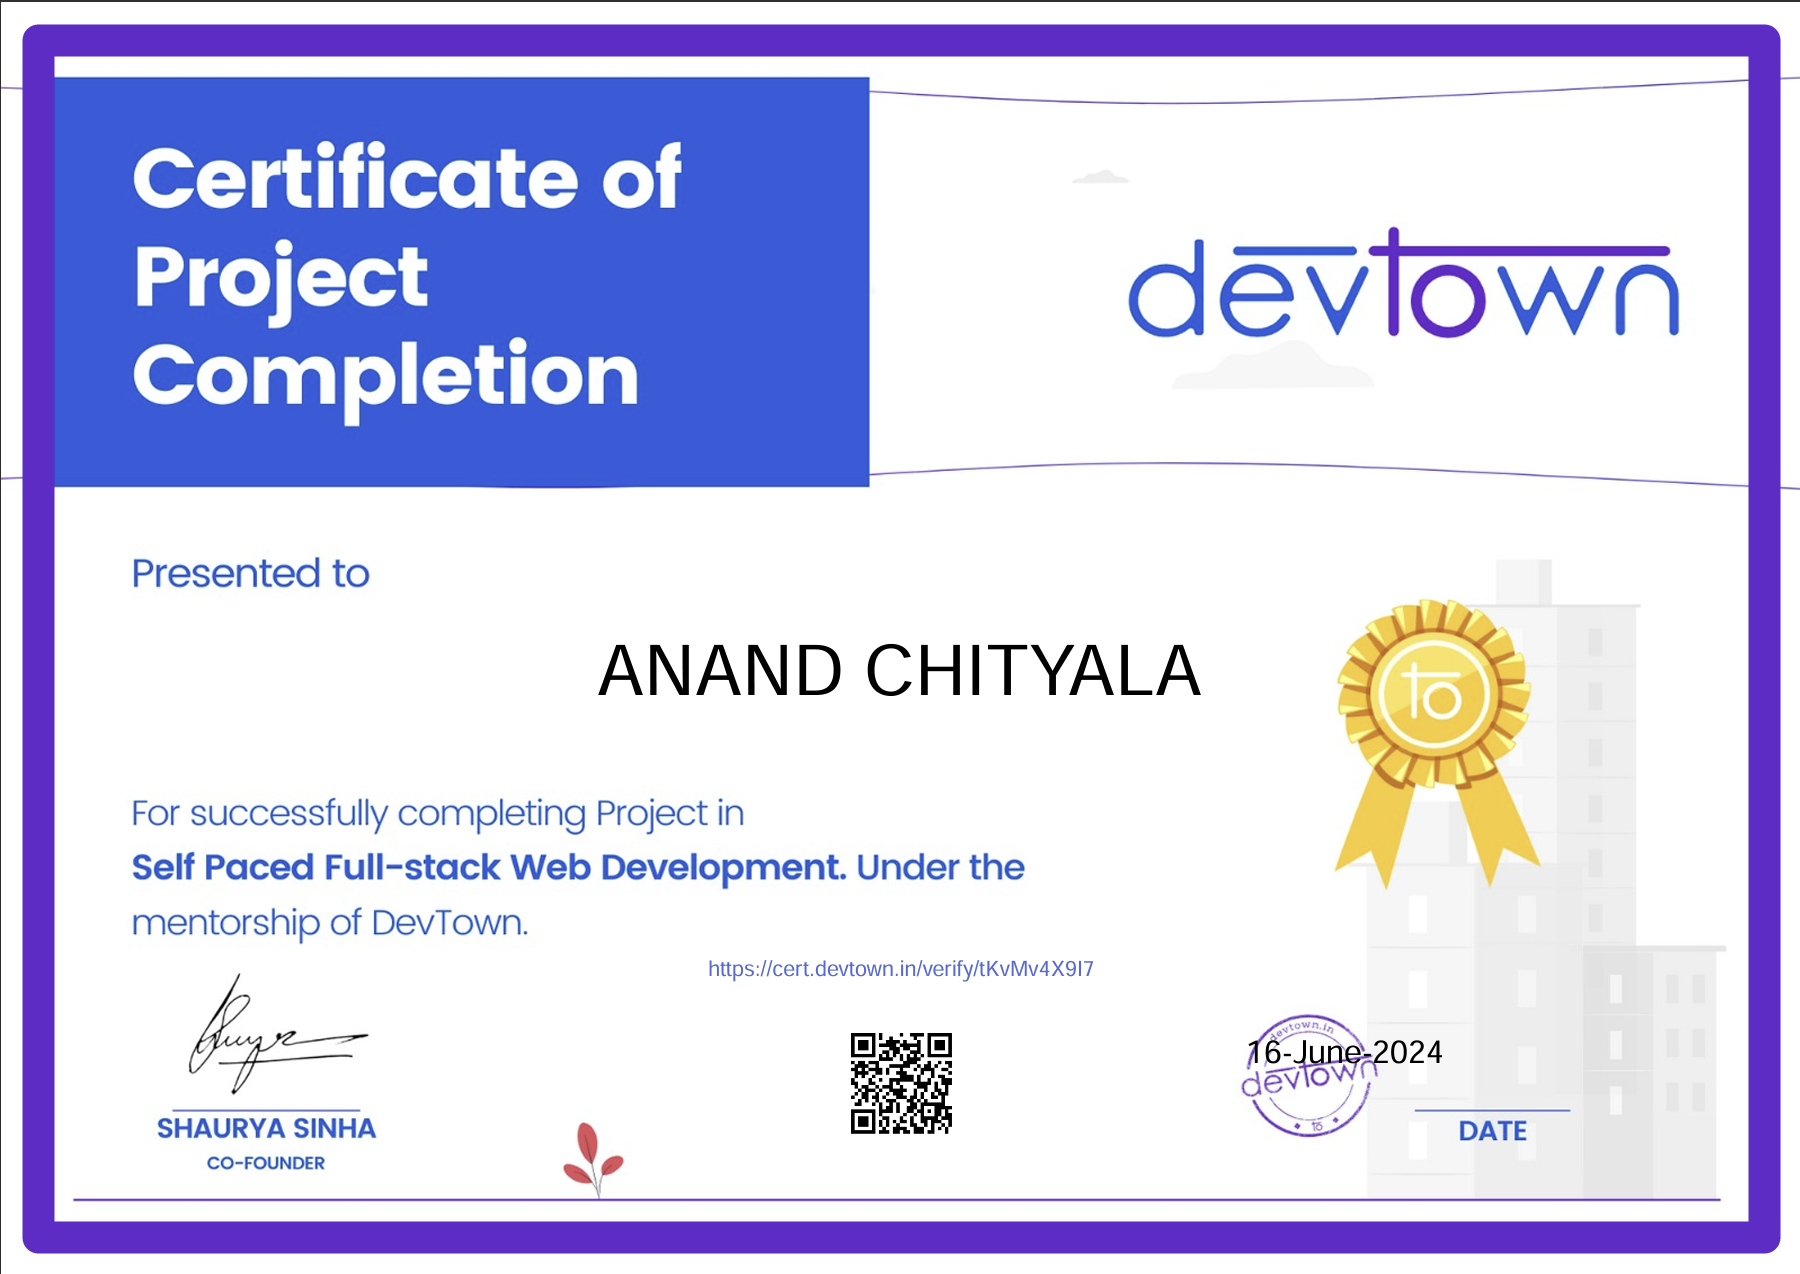 Certificate of
Project
Completion
devtown
Presented to
ANAND CHITYALA
to
For successfully completing Project in
Self Paced Full-stack Web Development. Under the
mentorship of DevTown.
https://cert.devtown.in/verify/tKvMv4X9I7
devtown.in
16-June-2024
devtown
to
SHAURYA SINHA
CO-FOUNDER
DATE